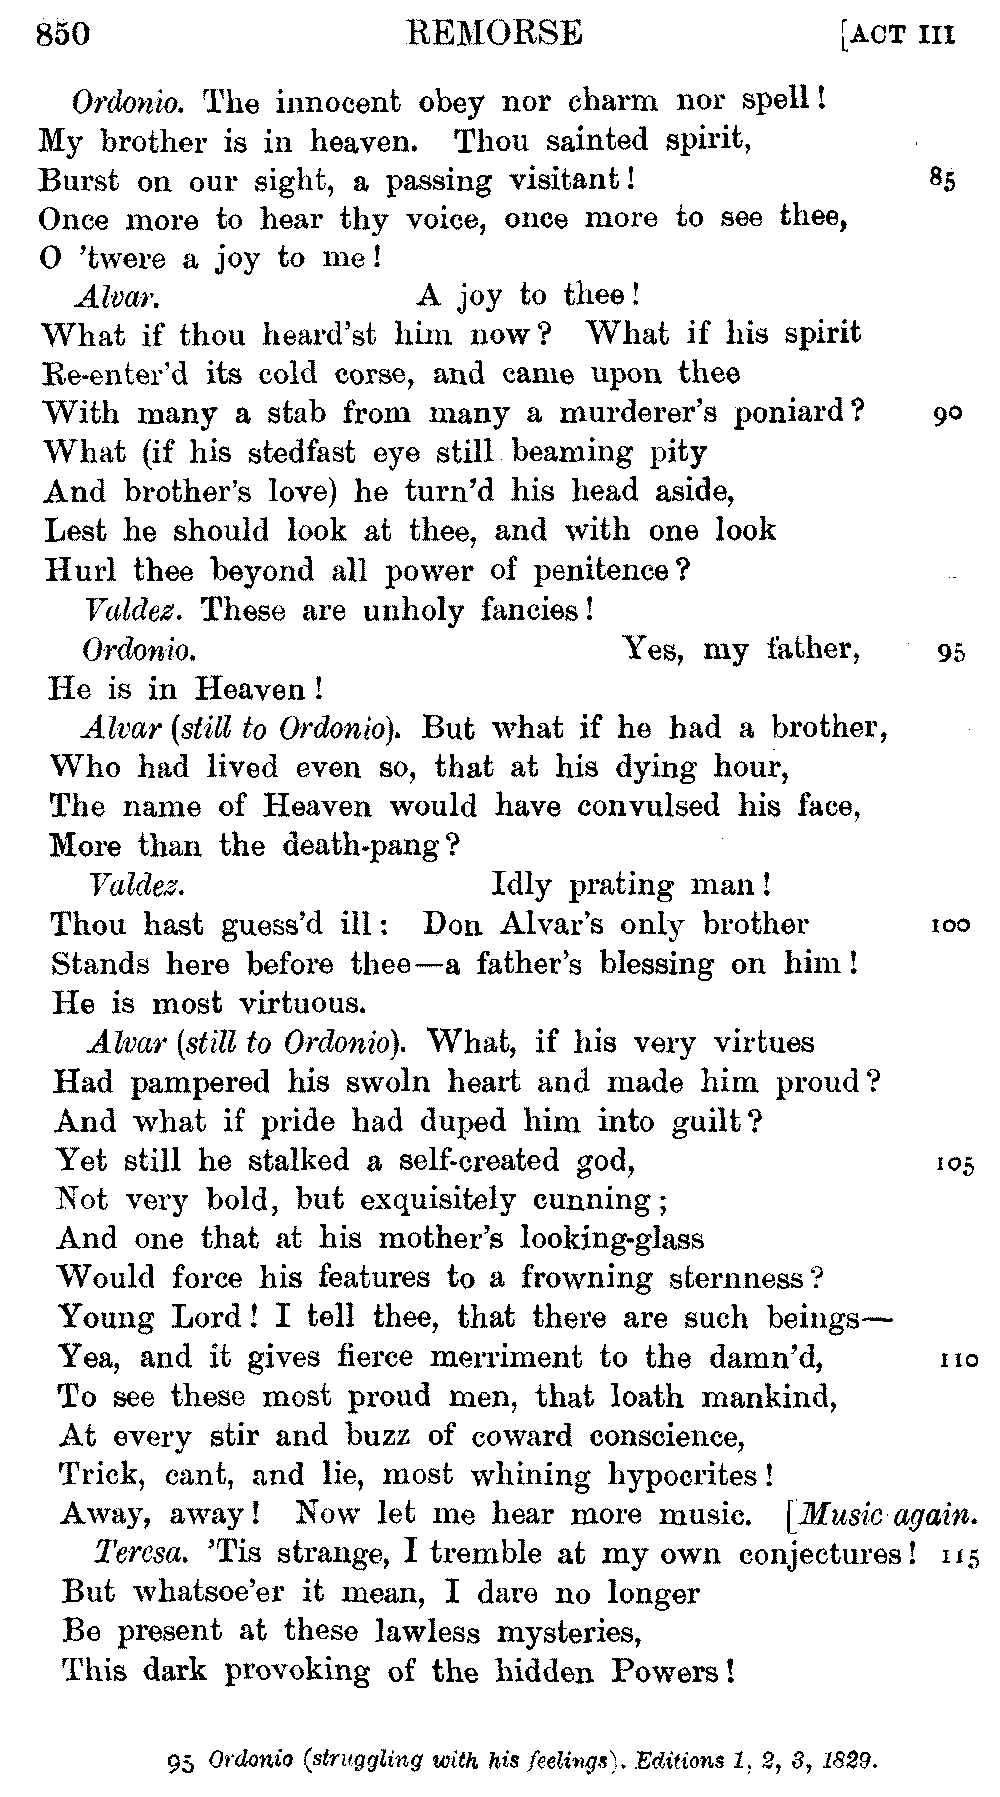 850 REMORSE [ACT III
Ordonio. The innocent obey nor charm nor spell!
My brother is in heaven. Thou sainted spirit,
Burst on our sight, a passing visitant! 85
Once more to hear thy voice, once more to see thee,
O 'twere a joy to me!
Alvar. A joy to thee!
What if thou heard'st him now? What if his spirit
Re-enter'd its cold corse, and came upon thee
With many a stab from many a murderer's poniard? 90
What (if his stedfast eye still beaming pity
And brother's love) he turn'd his head aside,
Lest he should look at thee, and with one look
Hurl thee beyond all power of penitence?
Valdez. These are unholy fancies!
Ordonio. Yes, my father, 95
He is in Heaven!
Alvar (still to Ordonio). But what if he had a brother,
Who had lived even so, that at his dying hour,
The name of Heaven would have convulsed his face,
More than the death-pang?
Valdez. Idly prating man!
Thou hast guess'd ill: Don Alvar's only brother 100
Stands here before thee—a father's blessing on him!
He is most virtuous.
Alvar (still to Ordonio). What, if his very virtues
Had pampered his swoln heart and made him proud?
And what if pride had duped him into guilt?
Yet still he stalked a self-created god, 105
Not very bold, but exquisitely cunning;
And one that at his mother's looking-glass
Would force his features to a frowning sternness?
Young Lord! I tell thee, that there are such beings—
Yea, and it gives fierce merriment to the damn'd, 110
To see these most proud men, that loath mankind,
At every stir and buzz of coward conscience,
Trick, cant, and lie, most whining hypocrites!
Away, away! Now let me hear more music. [Music again.
Teresa. 'Tis strange, I tremble at my own conjectures! 115
But whatsoe'er it mean, I dare no longer
Be present at these lawless mysteries,
This dark provoking of the hidden Powers!
95 Ordonio (struggling with his feelings). Editions 1, 2, 3, 1829.